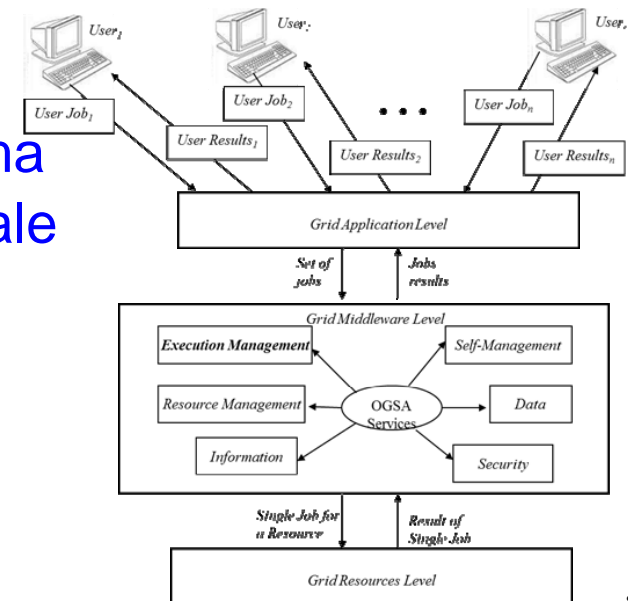 User₁
User₂
User
User Job₁
User Results₁
User Job₂
User Results₂
• • •
User Jobₙ
User Resultsₙ
na
ale
Grid Application Level
Set of
jobs
Jobs
results
Grid Middleware Level
Execution Management
Self-Management
Resource Management
OGSA
Services
Data
Information
Security
Single Job for
a Resource
Result of
Single Job
Grid Resources Level